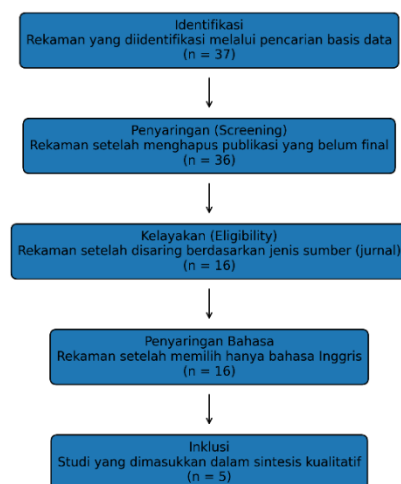 Identifikasi
Rekaman yang diidentifikasi melalui pencarian basis data
(n = 37)
Penyaringan (Screening)
Rekaman setelah menghapus publikasi yang belum final
(n = 36)
Kelayakan (Eligibility)
Rekaman setelah disaring berdasarkan jenis sumber (jurnal)
(n = 16)
Penyaringan Bahasa
Rekaman setelah memilih hanya bahasa Inggris
(n = 16)
Inklusi
Studi yang dimasukkan dalam sintesis kualitatif
(n = 5)